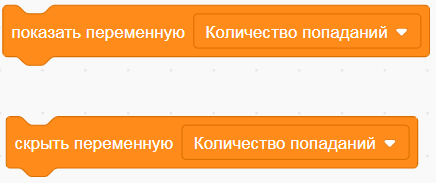 показать переменную Количество попаданий
скрыть переменную Количество попаданий